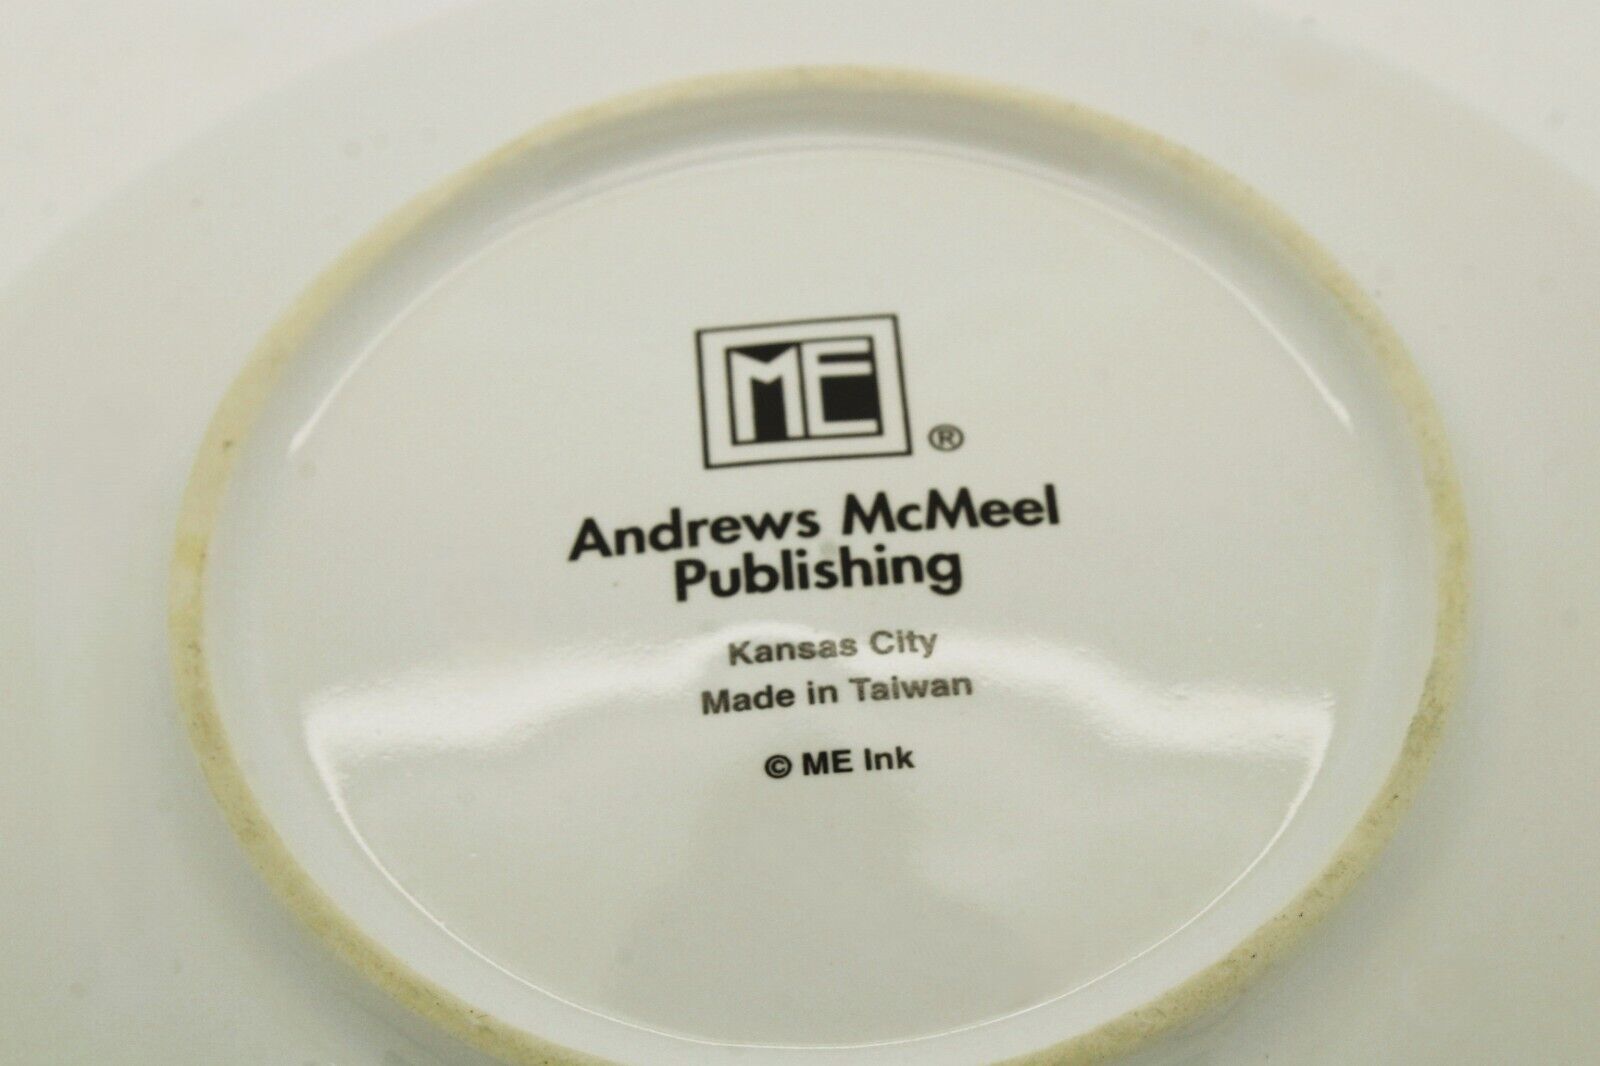 ME ®
Andrews McMeel
Publishing
Kansas City
Made in Taiwan
© ME Ink